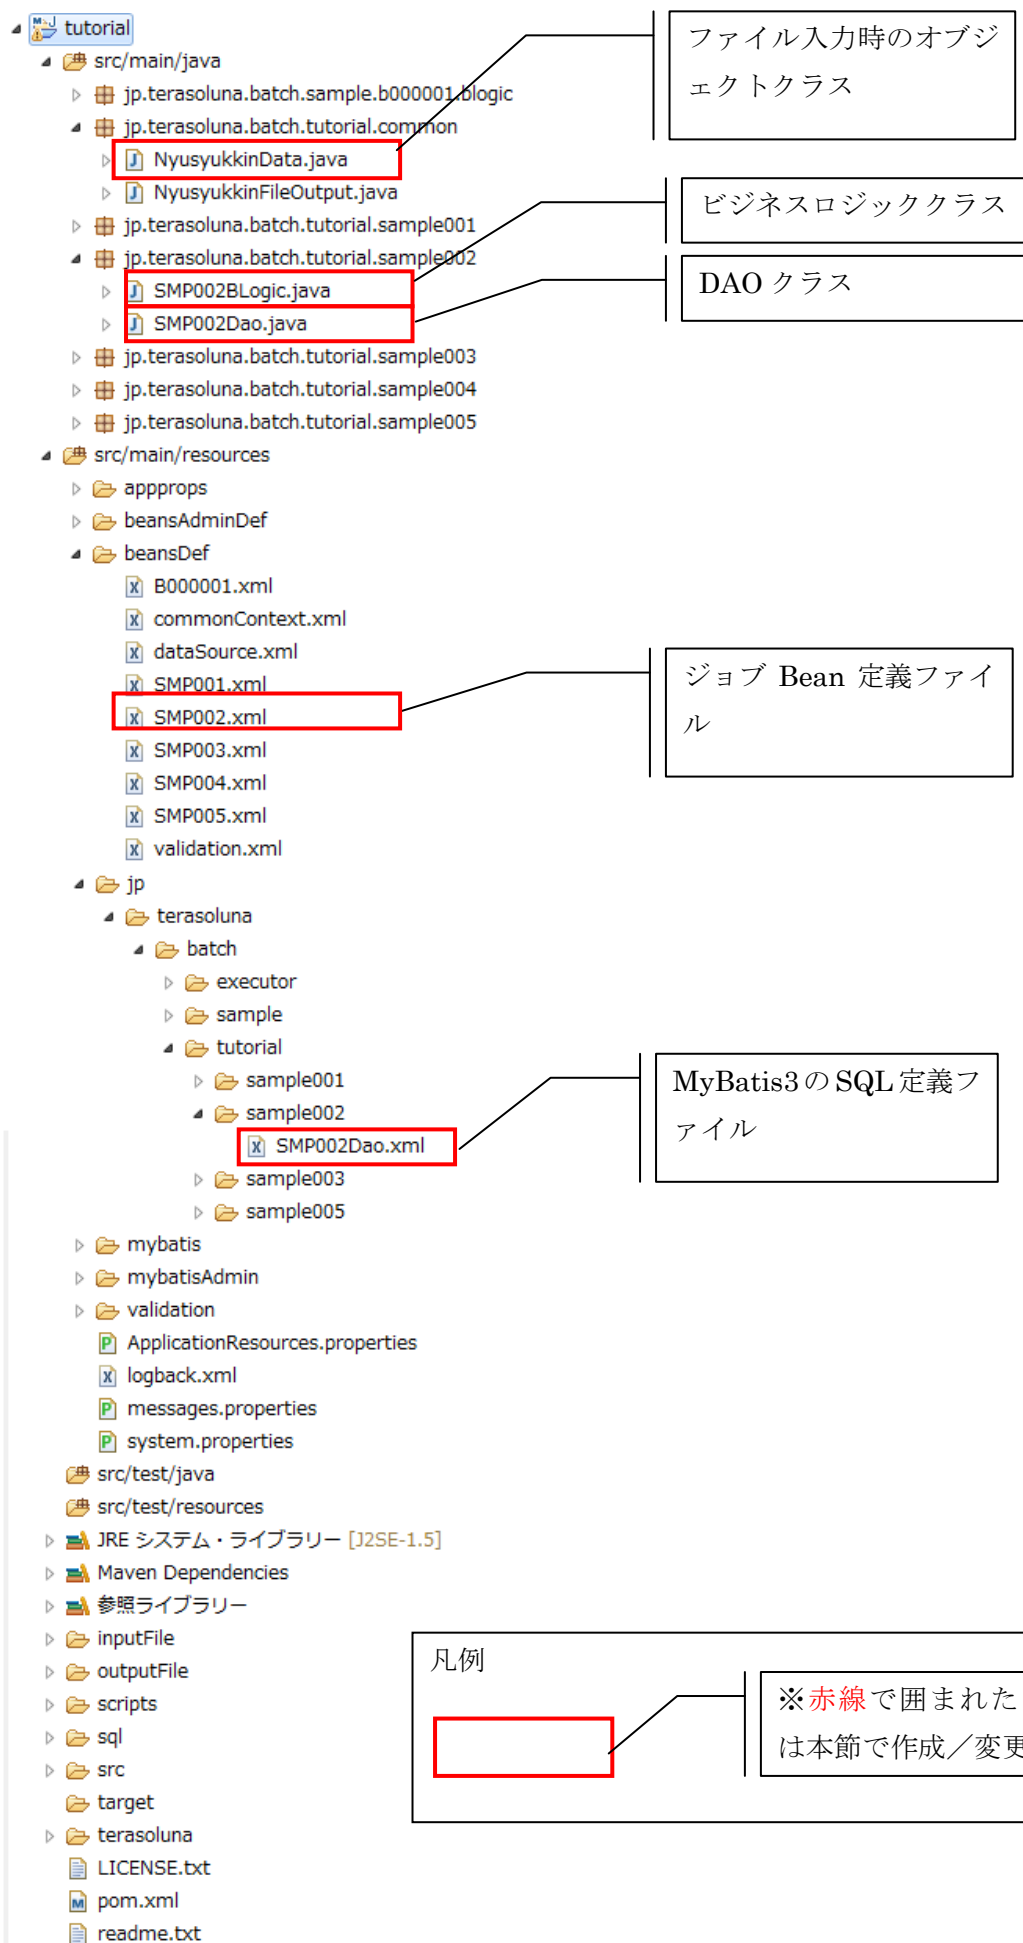 tutorial
src/main/java
jp.terasoluna.batch.sample.b000001.blogic
jp.terasoluna.batch.tutorial.common
NyusyukkinData.java
NyusyukkinFileOutput.java
jp.terasoluna.batch.tutorial.sample001
jp.terasoluna.batch.tutorial.sample002
SMP002BLogic.java
SMP002Dao.java
jp.terasoluna.batch.tutorial.sample003
jp.terasoluna.batch.tutorial.sample004
jp.terasoluna.batch.tutorial.sample005
src/main/resources
appprops
beansAdminDef
beansDef
B000001.xml
commonContext.xml
dataSource.xml
SMP001.xml
SMP002.xml
SMP003.xml
SMP004.xml
SMP005.xml
validation.xml
jp
terasoluna
batch
executor
sample
tutorial
sample001
sample002
SMP002Dao.xml
sample003
sample005
mybatis
mybatisAdmin
validation
ApplicationResources.properties
logback.xml
messages.properties
system.properties
src/test/java
src/test/resources
JRE システム・ライブラリー [J2SE-1.5]
Maven Dependencies
参照ライブラリー
inputFile
outputFile
scripts
sql
src
target
terasoluna
LICENSE.txt
pom.xml
readme.txt
ファイル入力時のオブジ
ェクトクラス
ビジネスロジッククラス
DAO クラス
ジョブ Bean 定義ファイ
ル
MyBatis3 の SQL 定義フ
ァイル
凡例
※赤線で囲まれた
は本節で作成／変更